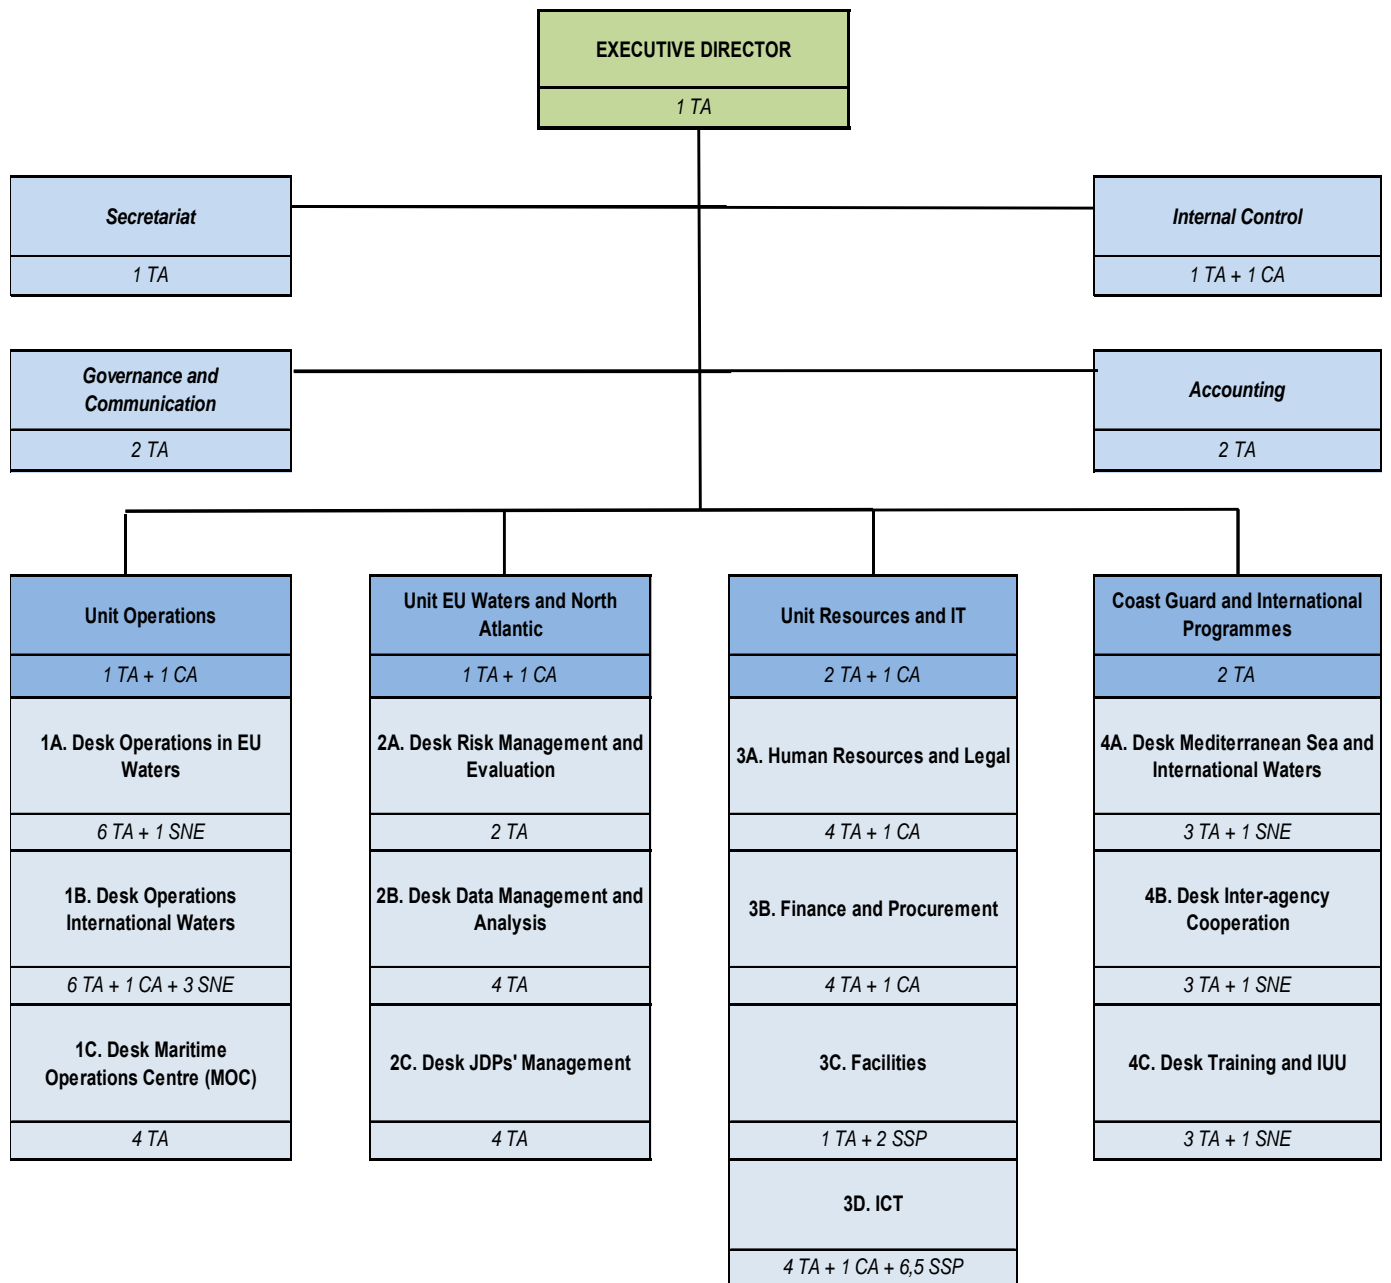 EXECUTIVE DIRECTOR
1 TA
Secretariat
1 TA
Internal Control
1 TA + 1 CA
Governance and
Communication
2 TA
Accounting
2 TA
Unit Operations
1 TA + 1 CA
1A. Desk Operations in EU
Waters
6 TA + 1 SNE
1B. Desk Operations
International Waters
6 TA + 1 CA + 3 SNE
1C. Desk Maritime
Operations Centre (MOC)
4 TA
Unit EU Waters and North
Atlantic
1 TA + 1 CA
2A. Desk Risk Management and
Evaluation
2 TA
2B. Desk Data Management and
Analysis
4 TA
2C. Desk JDPs' Management
4 TA
Unit Resources and IT
2 TA + 1 CA
3A. Human Resources and Legal
4 TA + 1 CA
3B. Finance and Procurement
4 TA + 1 CA
3C. Facilities
1 TA + 2 SSP
3D. ICT
4 TA + 1 CA + 6,5 SSP
Coast Guard and International
Programmes
2 TA
4A. Desk Mediterranean Sea and
International Waters
3 TA + 1 SNE
4B. Desk Inter-agency
Cooperation
3 TA + 1 SNE
4C. Desk Training and IUU
3 TA + 1 SNE